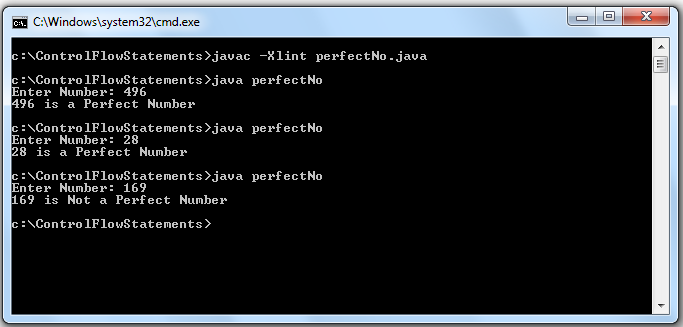 C:\Windows\system32\cmd.exe
c:\ControlFlowStatements>javac -Xlint perfectNo.java
c:\ControlFlowStatements>java perfectNo
Enter Number: 496
496 is a Perfect Number
c:\ControlFlowStatements>java perfectNo
Enter Number: 28
28 is a Perfect Number
c:\ControlFlowStatements>java perfectNo
Enter Number: 169
169 is Not a Perfect Number
c:\ControlFlowStatements>